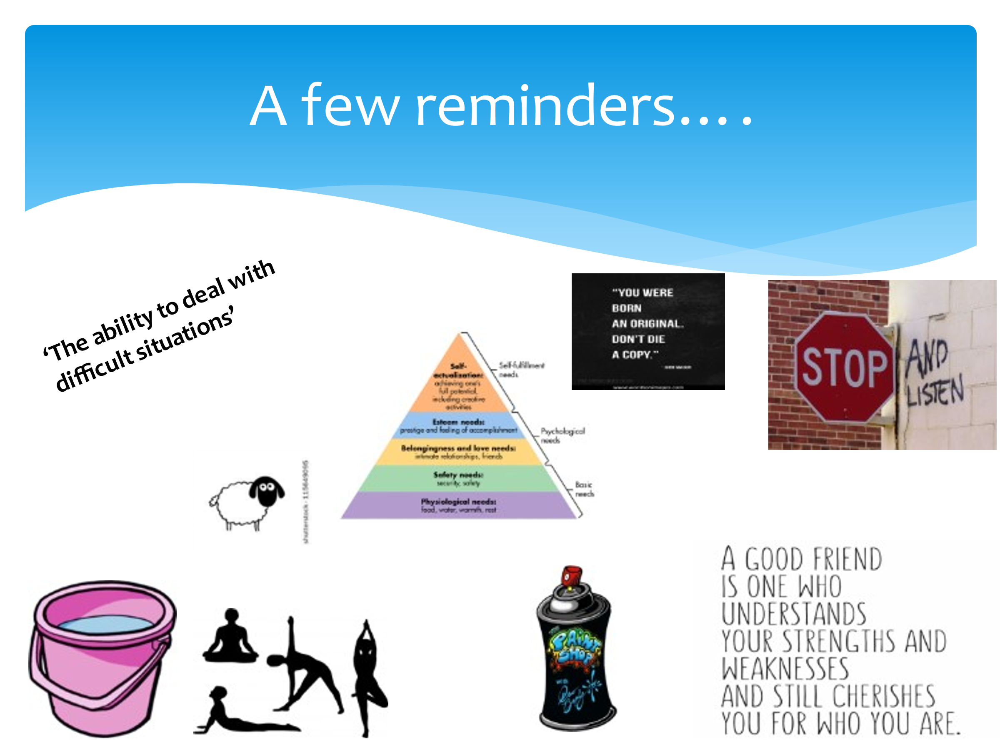 A few reminders.... .
‘The ability to deal with
difficult situations’
"YOU WERE
BORN
AN ORIGINAL.
DON'T DIE
A COPY."
STOP
AND
LISTEN
Self-
actualization:
achieving one's
full potential,
including creative
activities
Self-fulfillment
needs
Esteem needs:
prestige and feeling of accomplishment
Psychological
needs
Belongingness and love needs:
intimate relationships, friends
Safety needs:
security, safety
Basic
needs
Physiological needs:
food, water, warmth, rest
shutterstock · 115649095
PAINT
SHOP
A GOOD FRIEND
IS ONE WHO
UNDERSTANDS
YOUR STRENGTHS AND
WEAKNESSES
AND STILL CHERISHES
YOU FOR WHO YOU ARE.